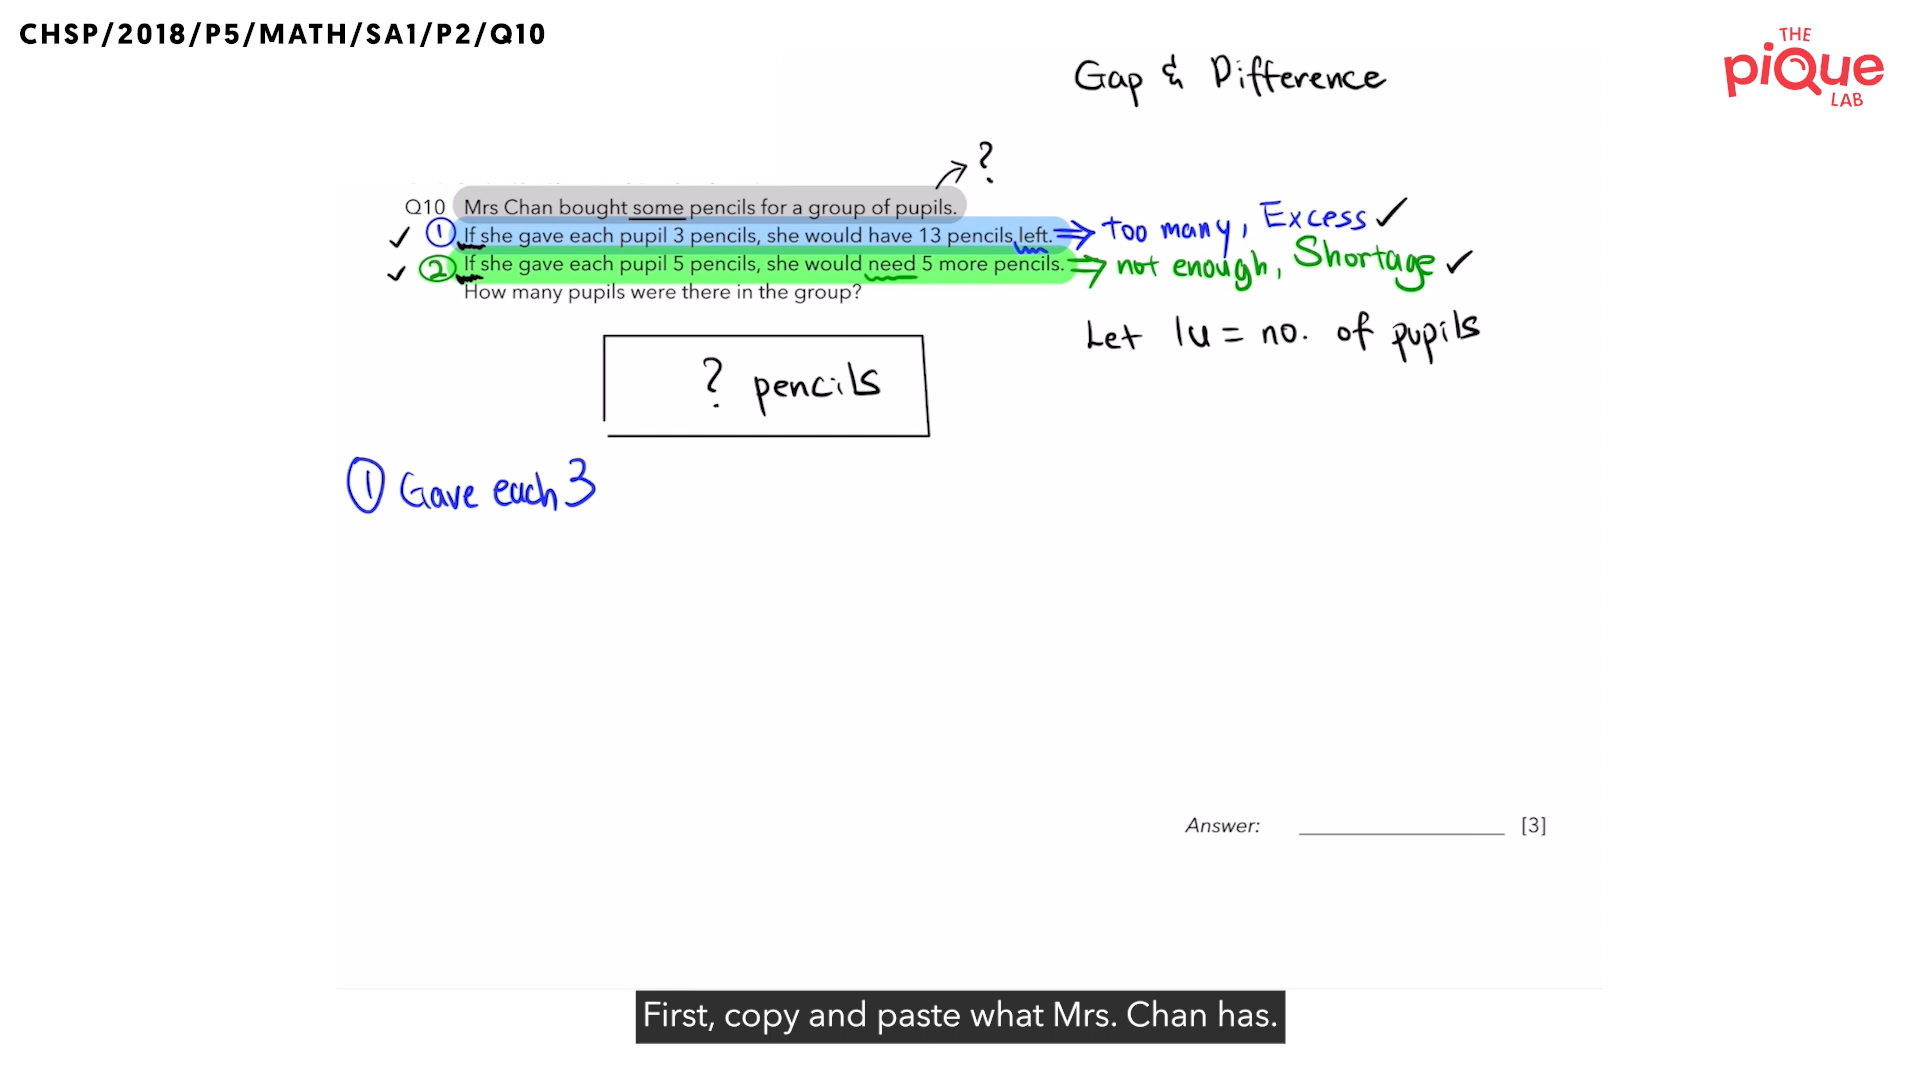 CHSP/2018/P5/MATH/SA1/P2/Q10
THE
piQue
LAB
Gap & Difference
?
Q10 Mrs Chan bought some pencils for a group of pupils.
① If she gave each pupil 3 pencils, she would have 13 pencils left. ⇒ too many, Excess ✓
② If she gave each pupil 5 pencils, she would need 5 more pencils. ⇒ not enough, Shortage ✓
How many pupils were there in the group?
Let 1u = no. of pupils
? pencils
① Gave each 3
Answer: ____________ [3]
First, copy and paste what Mrs. Chan has.